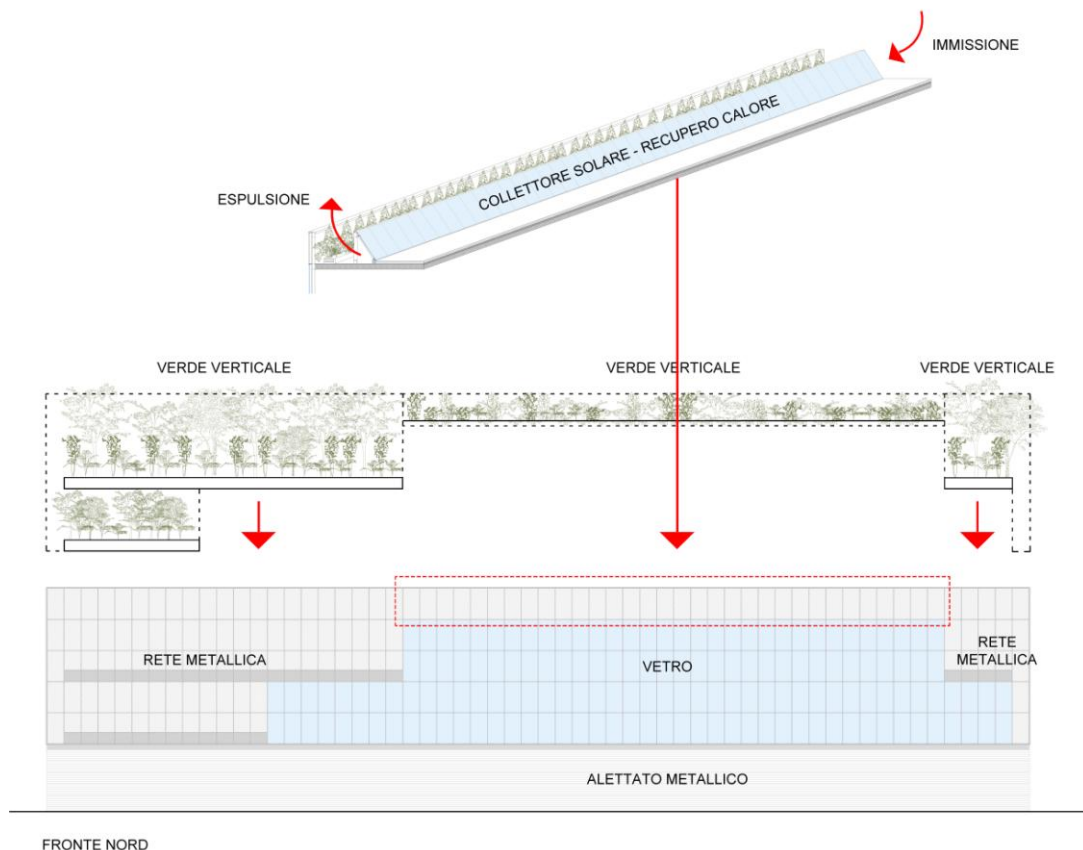 IMMISSIONE
COLLETTORE SOLARE - RECUPERO CALORE
ESPULSIONE
VERDE VERTICALE
VERDE VERTICALE
VERDE VERTICALE
RETE METALLICA
VETRO
RETE
METALLICA
ALETTATO METALLICO
FRONTE NORD